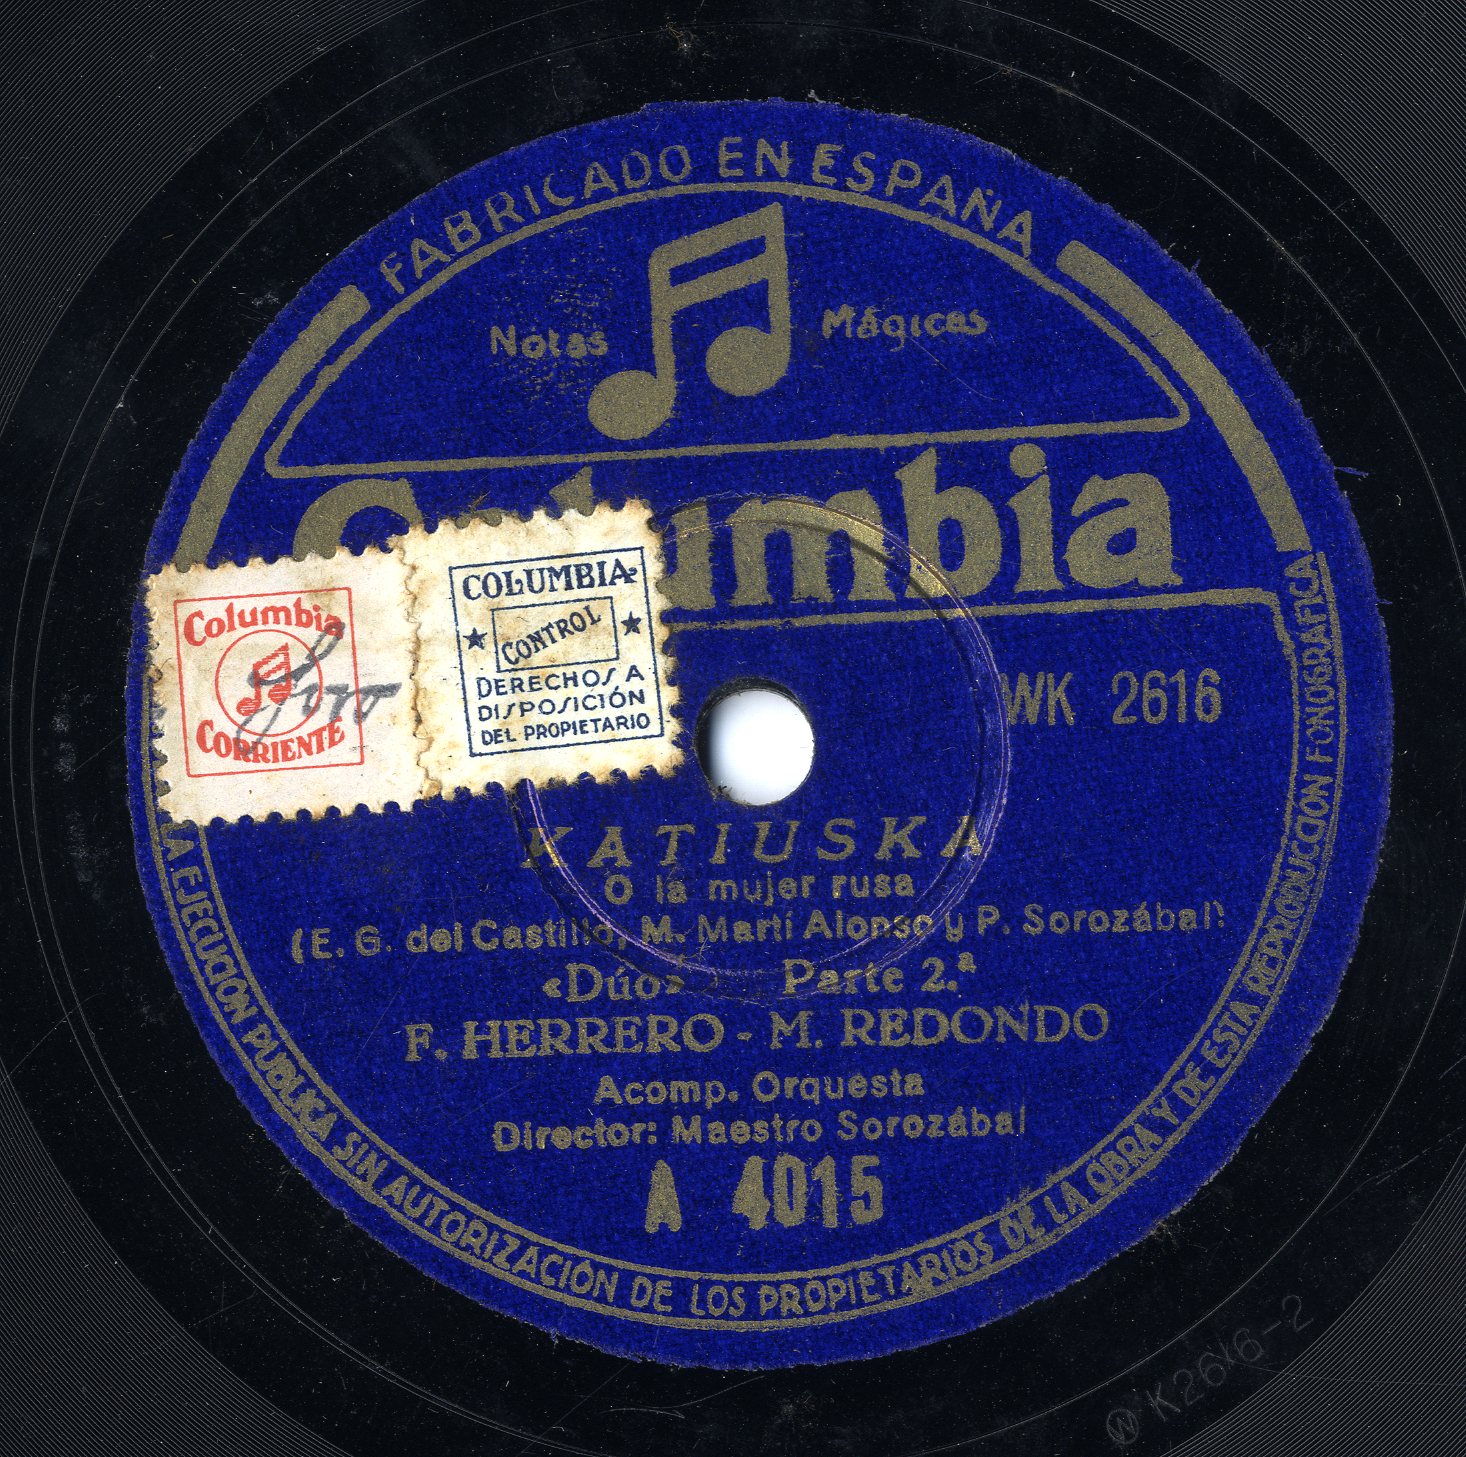 FABRICADO EN ESPAÑA
Notas Mágicas
Columbia
Columbia
CORRIENTE
COLUMBIA
CONTROL
DERECHOS A
DISPOSICIÓN
DEL PROPIETARIO
WK 2616
KATIUSKA
O la mujer rusa
(E. G. del Castillo, M. Martí Alonso y P. Sorozábal)
«Dúo» Parte 2.ª
F. HERRERO - M. REDONDO
Acomp. Orquesta
Director: Maestro Sorozábal
A 4015
LA EJECUCIÓN PUBLICA SIN AUTORIZACIÓN DE LOS PROPIETARIOS DE LA OBRA Y DE ESTA REPRODUCCIÓN FONOGRÁFICA
W K2616-2